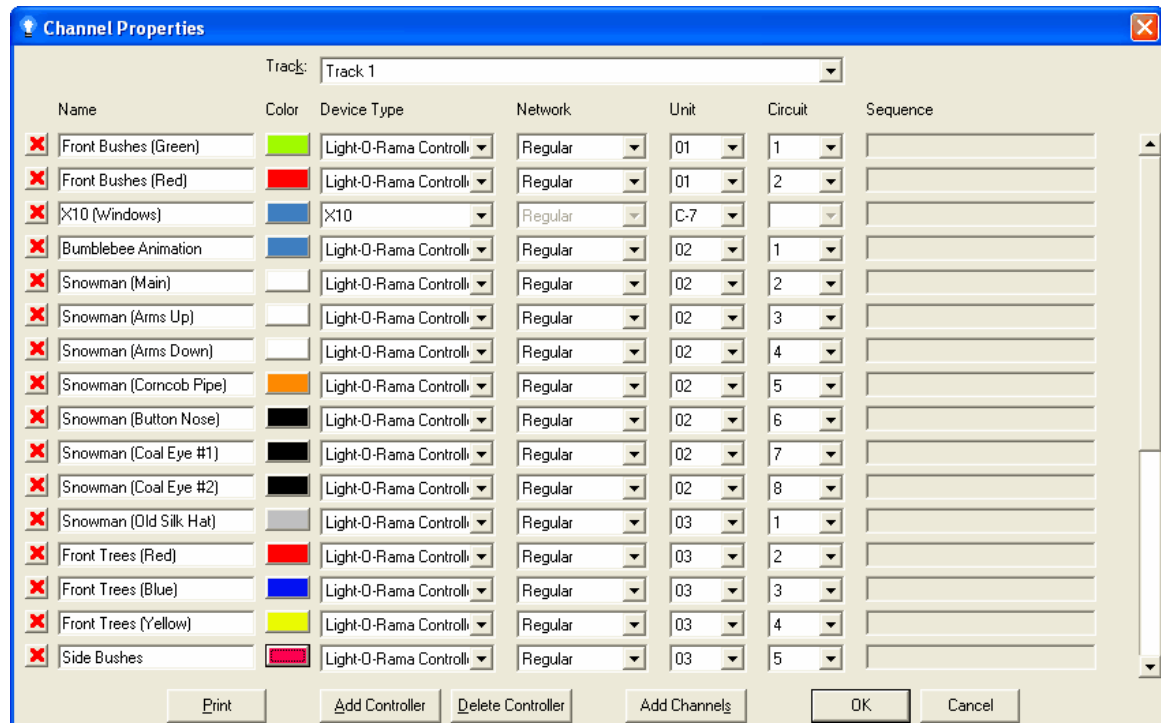 Channel Properties
Track: Track 1
Name Color Device Type Network Unit Circuit Sequence
Front Bushes (Green) Light-O-Rama Controll Regular 01 1
Front Bushes (Red) Light-O-Rama Controll Regular 01 2
X10 (Windows) X10 Regular C-7
Bumblebee Animation Light-O-Rama Controll Regular 02 1
Snowman (Main) Light-O-Rama Controll Regular 02 2
Snowman (Arms Up) Light-O-Rama Controll Regular 02 3
Snowman (Arms Down) Light-O-Rama Controll Regular 02 4
Snowman (Corncob Pipe) Light-O-Rama Controll Regular 02 5
Snowman (Button Nose) Light-O-Rama Controll Regular 02 6
Snowman (Coal Eye #1) Light-O-Rama Controll Regular 02 7
Snowman (Coal Eye #2) Light-O-Rama Controll Regular 02 8
Snowman (Old Silk Hat) Light-O-Rama Controll Regular 03 1
Front Trees (Red) Light-O-Rama Controll Regular 03 2
Front Trees (Blue) Light-O-Rama Controll Regular 03 3
Front Trees (Yellow) Light-O-Rama Controll Regular 03 4
Side Bushes Light-O-Rama Controll Regular 03 5
Print Add Controller Delete Controller Add Channels OK Cancel